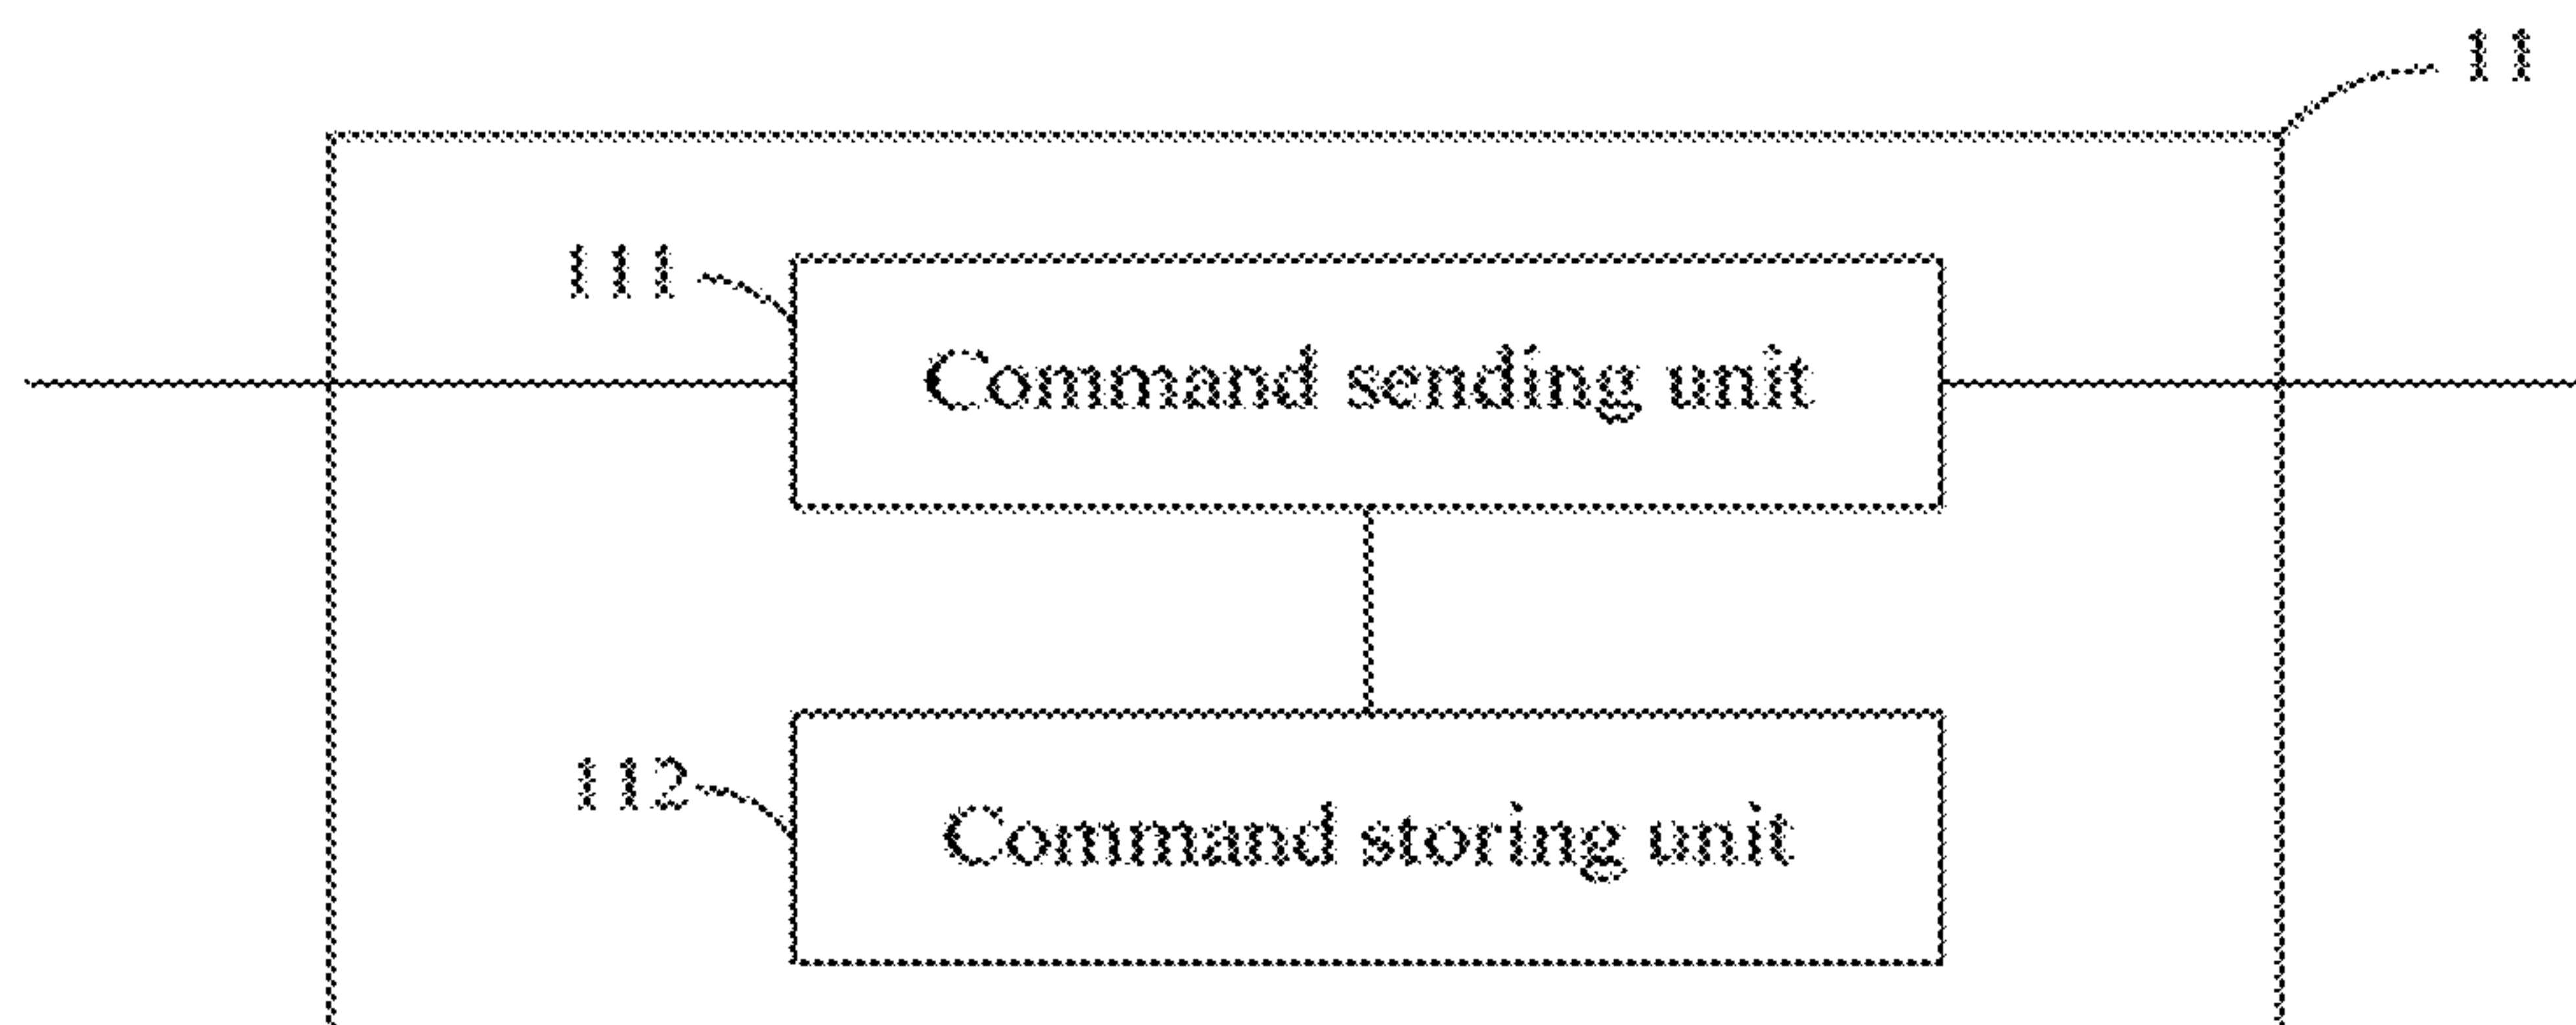 11
111
Command sending unit
112
Command storing unit